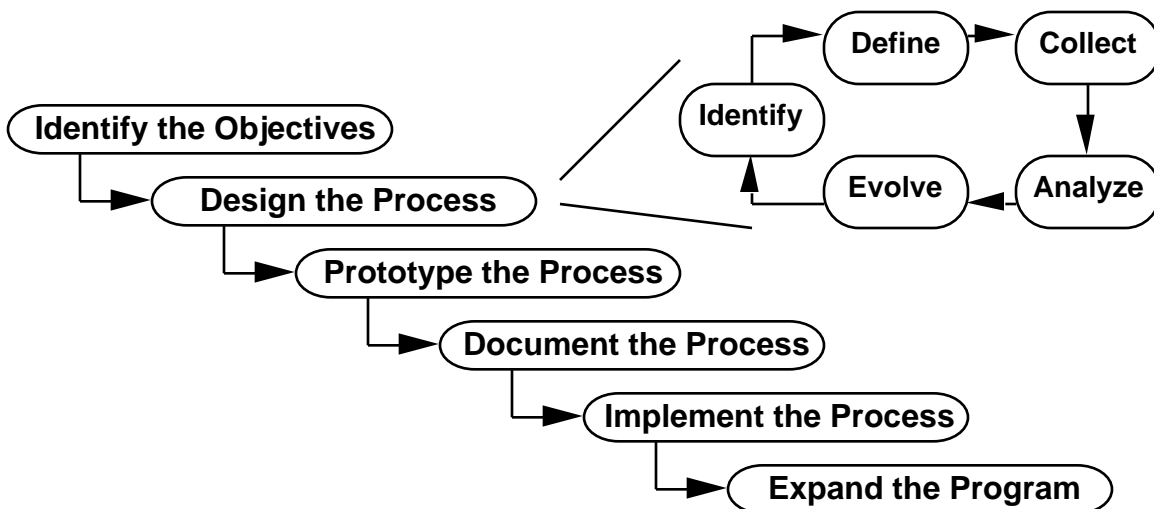 Define
Collect
Identify
Identify the Objectives
Evolve
Analyze
Design the Process
Prototype the Process
Document the Process
Implement the Process
Expand the Program